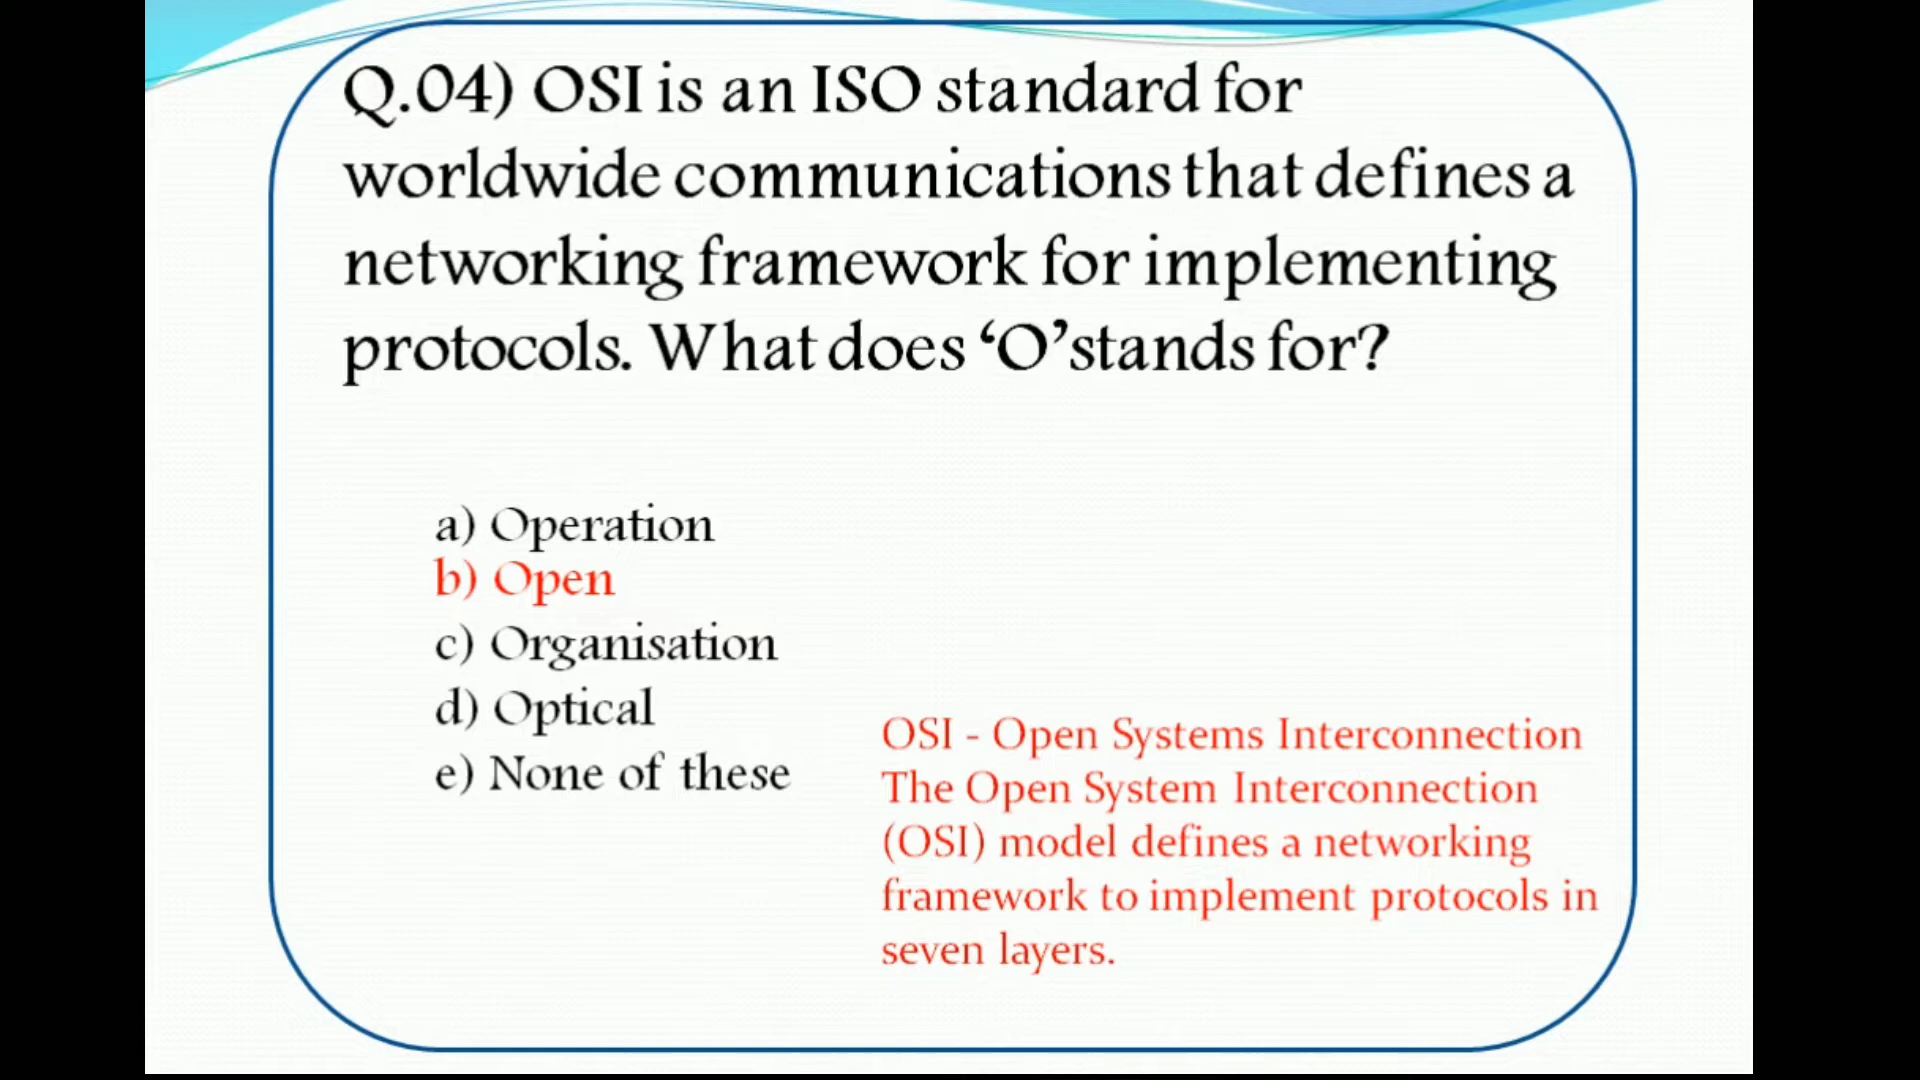 Q.04) OSI is an ISO standard for
worldwide communications that defines a
networking framework for implementing
protocols. What does ‘O’stands for?
a) Operation
b) Open
c) Organisation
d) Optical
e) None of these
OSI - Open Systems Interconnection
The Open System Interconnection
(OSI) model defines a networking
framework to implement protocols in
seven layers.